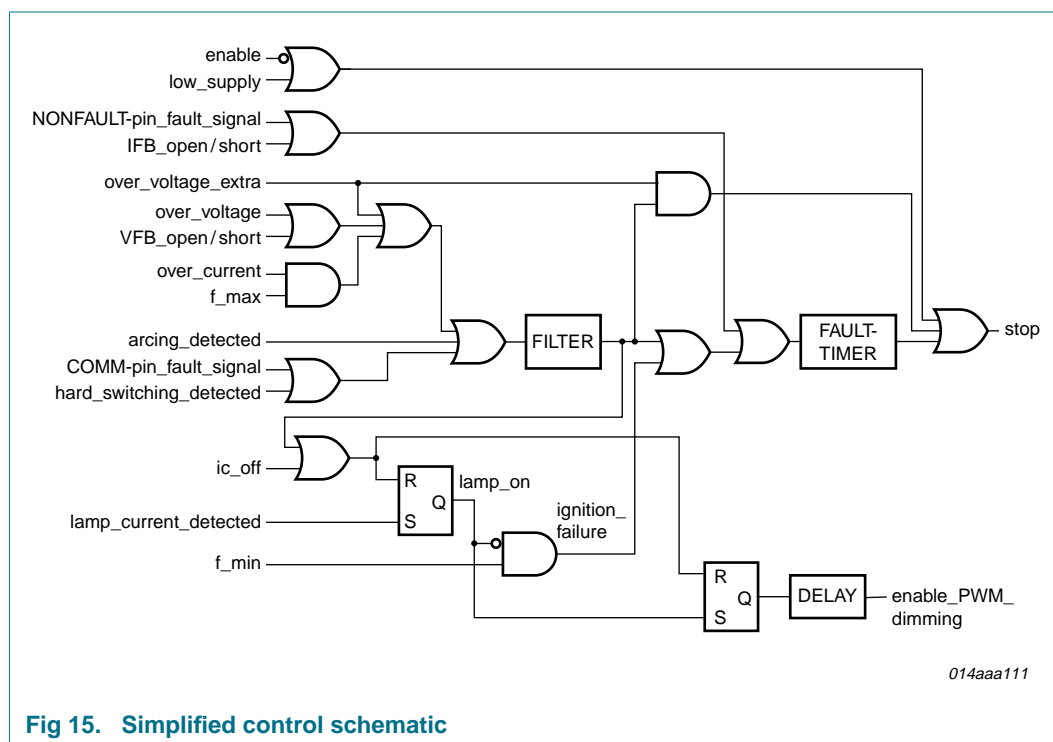 enable
low_supply
NONFAULT-pin_fault_signal
IFB_open/short
over_voltage_extra
over_voltage
VFB_open/short
over_current
f_max
arcing_detected
COMM-pin_fault_signal
hard_switching_detected
FILTER
FAULT-
TIMER
stop
ic_off
lamp_current_detected
f_min
R
Q
S
lamp_on
ignition_
failure
R
Q
S
DELAY
enable_PWM_
dimming
014aaa111
Fig 15. Simplified control schematic